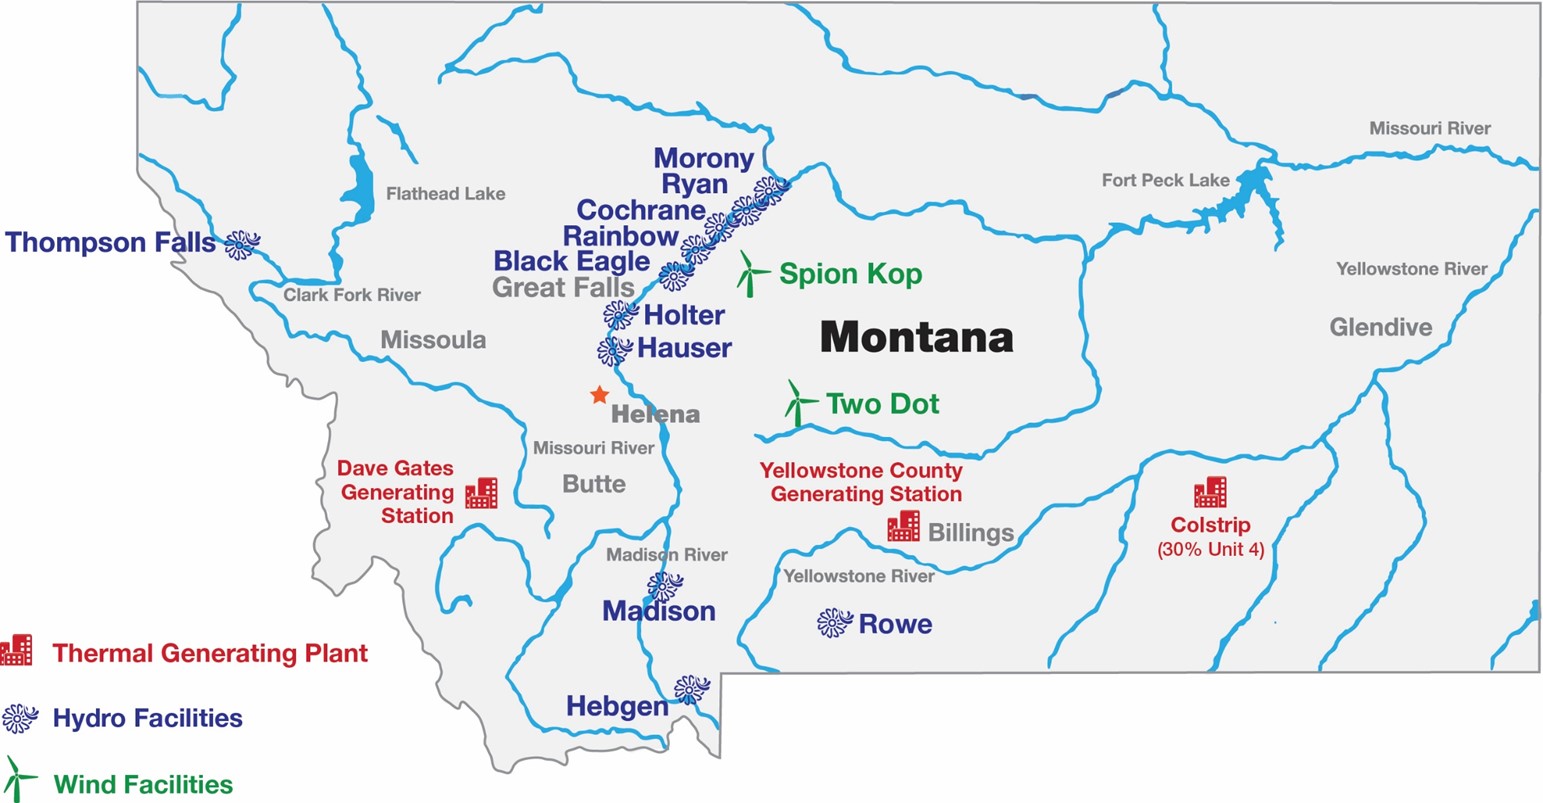 Missouri River
Morony
Ryan
Fort Peck Lake
Flathead Lake
Cochrane
Rainbow
Thompson Falls
Black Eagle
Spion Kop
Yellowstone River
Great Falls
Clark Fork River
Holter
Glendive
Missoula
Montana
Hauser
Two Dot
Helena
Missouri River
Dave Gates
Generating
Station
Butte
Yellowstone County
Generating Station
Billings
Colstrip
(30% Unit 4)
Madison River
Yellowstone River
Madison
Rowe
Hebgen
Thermal Generating Plant
Hydro Facilities
Wind Facilities